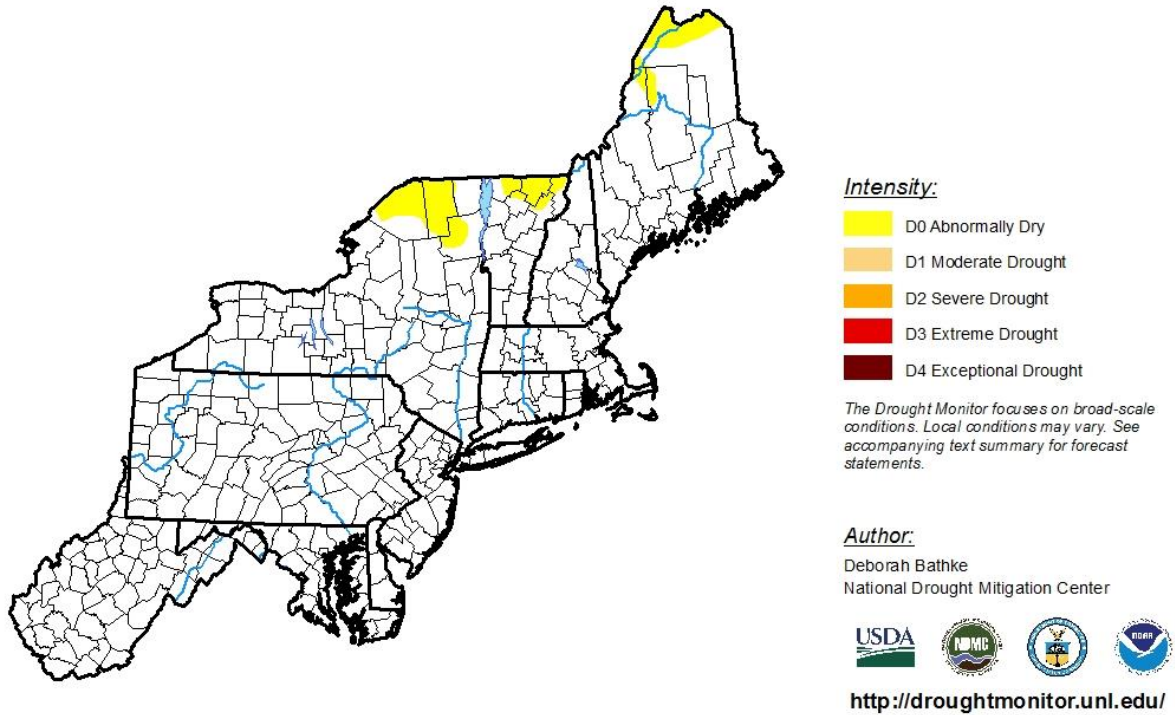 Intensity:
D0 Abnormally Dry
D1 Moderate Drought
D2 Severe Drought
D3 Extreme Drought
D4 Exceptional Drought
The Drought Monitor focuses on broad-scale
conditions. Local conditions may vary. See
accompanying text summary for forecast
statements.
Author:
Deborah Bathke
National Drought Mitigation Center
USDA
NDMC
NOAA
http://droughtmonitor.unl.edu/